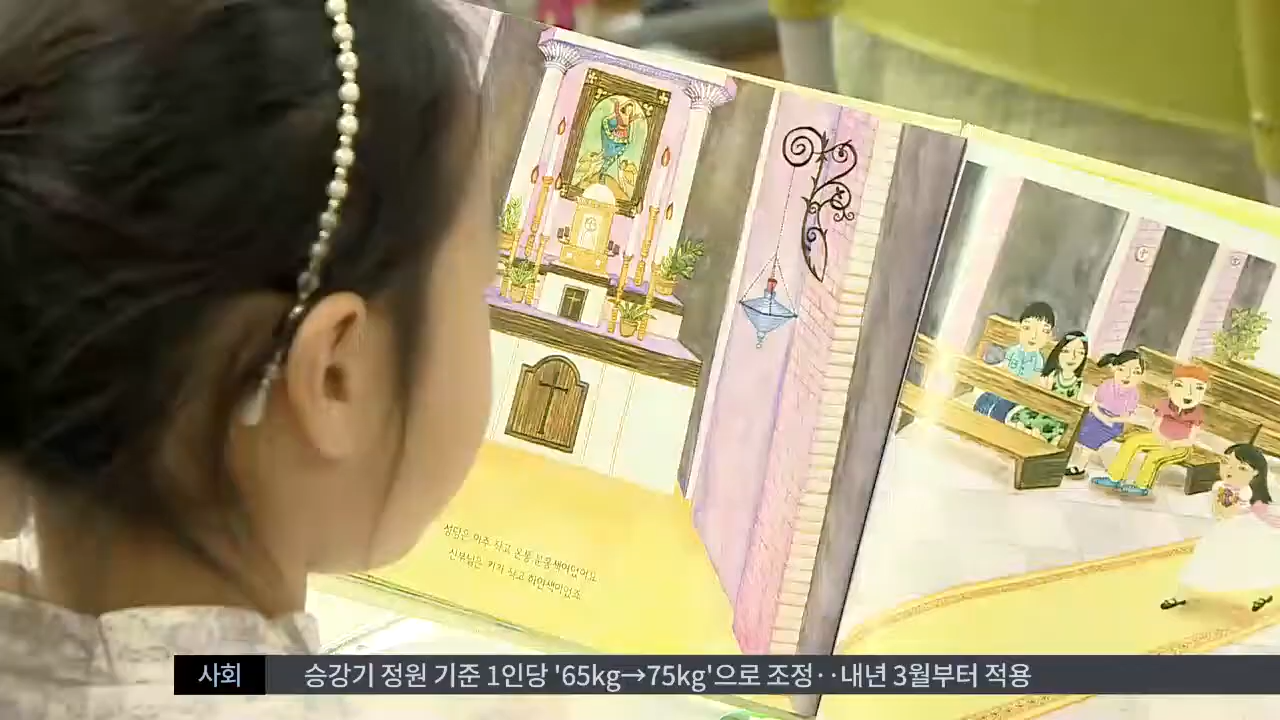 성당은 아주 작고 온통 분홍색이었어요
신부님은 키가 작고 하얀색이었죠
사회
승강기 정원 기준 1인당 '65kg→75kg'으로 조정‥내년 3월부터 적용